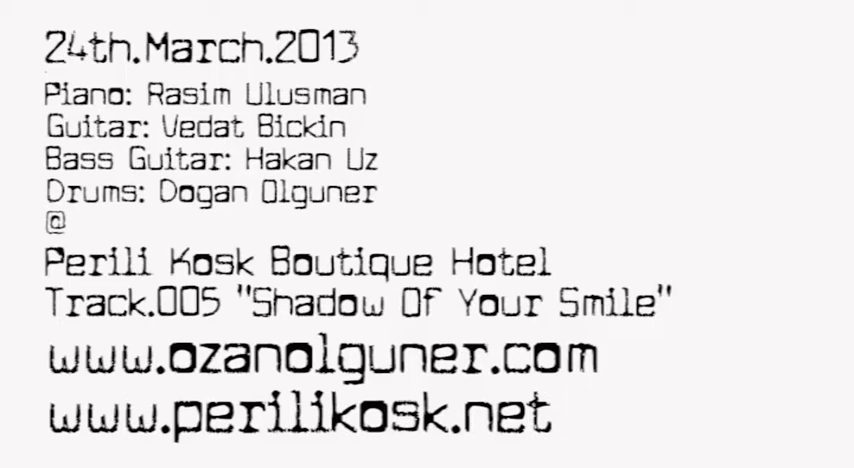 24th.March.2013
Piano: Rasim Ulusman
Guitar: Vedat Bickin
Bass Guitar: Hakan Uz
Drums: Dogan Olguner
@
Perili Kosk Boutique Hotel
Track.005 "Shadow Of Your Smile"
www.ozanolguner.com
www.perilikosk.net